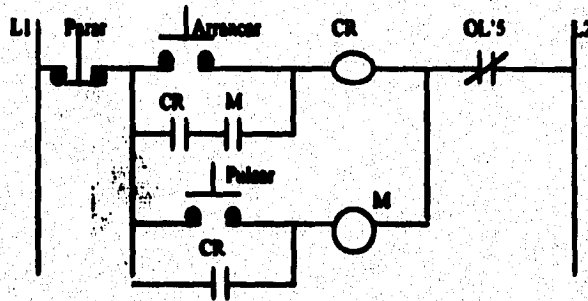 L1 Parar Arrancar CR OL'S L2
CR M
Pulsar M
CR